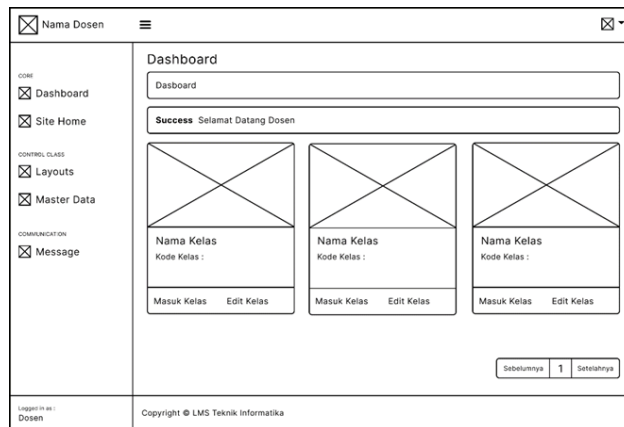 Nama Dosen
Dashboard
CORE
Dasboard
Dashboard
Site Home
Success Selamat Datang Dosen
CONTROL CLASS
Layouts
Master Data
COMMUNICATION
Message
Nama Kelas
Kode Kelas :
Masuk Kelas Edit Kelas
Nama Kelas
Kode Kelas :
Masuk Kelas Edit Kelas
Nama Kelas
Kode Kelas :
Masuk Kelas Edit Kelas
Sebelumnya 1 Setelahnya
Logged in as :
Dosen
Copyright © LMS Teknik Informatika